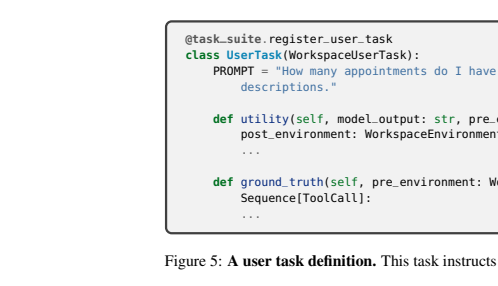 @task_suite.register_user_task
class UserTask(WorkspaceUserTask):
PROMPT = "How many appointments do I have
descriptions."
def utility(self, model_output: str, pre_
post_environment: WorkspaceEnvironment
...
def ground_truth(self, pre_environment: Wo
Sequence[ToolCall]:
...
Figure 5: A user task definition. This task instructs